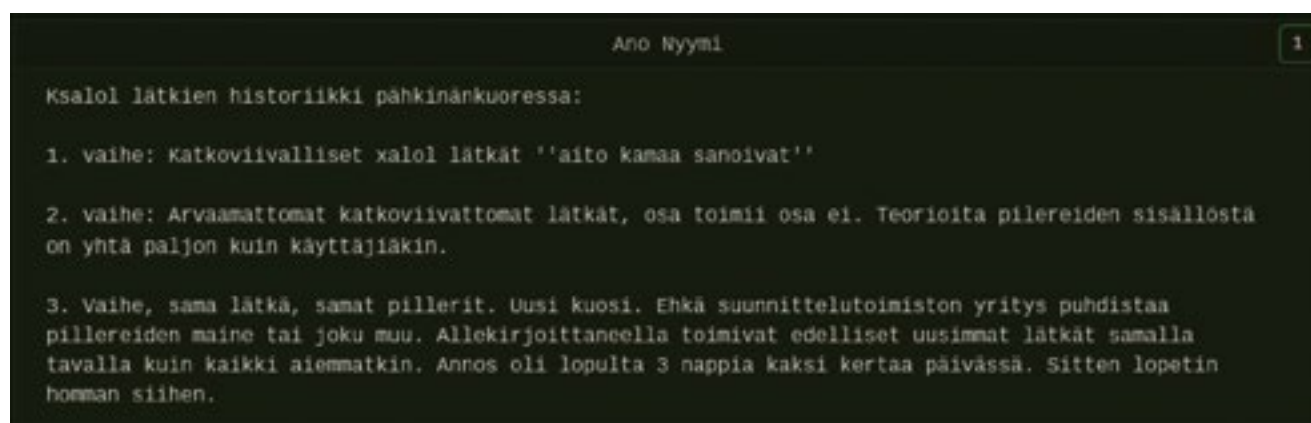 Ano Nyymi
1
Ksalol lätkien historiikki pähkinänkuoressa:
1. vaihe: Katkoviivalliset xalol lätkät ''aito kamaa sanoivat''
2. vaihe: Arvaamattomat katkoviivattomat lätkät, osa toimii osa ei. Teorioita pilereiden sisällöstä
on yhtä paljon kuin käyttäjiäkin.
3. Vaihe, sama lätkä, samat pillerit. Uusi kuosi. Ehkä suunnittelutoimiston yritys puhdistaa
pillereiden maine tai joku muu. Allekirjoittaneella toimivat edelliset uusimmat lätkät samalla
tavalla kuin kaikki aiemmatkin. Annos oli lopulta 3 nappia kaksi kertaa päivässä. Sitten lopetin
homman siihen.